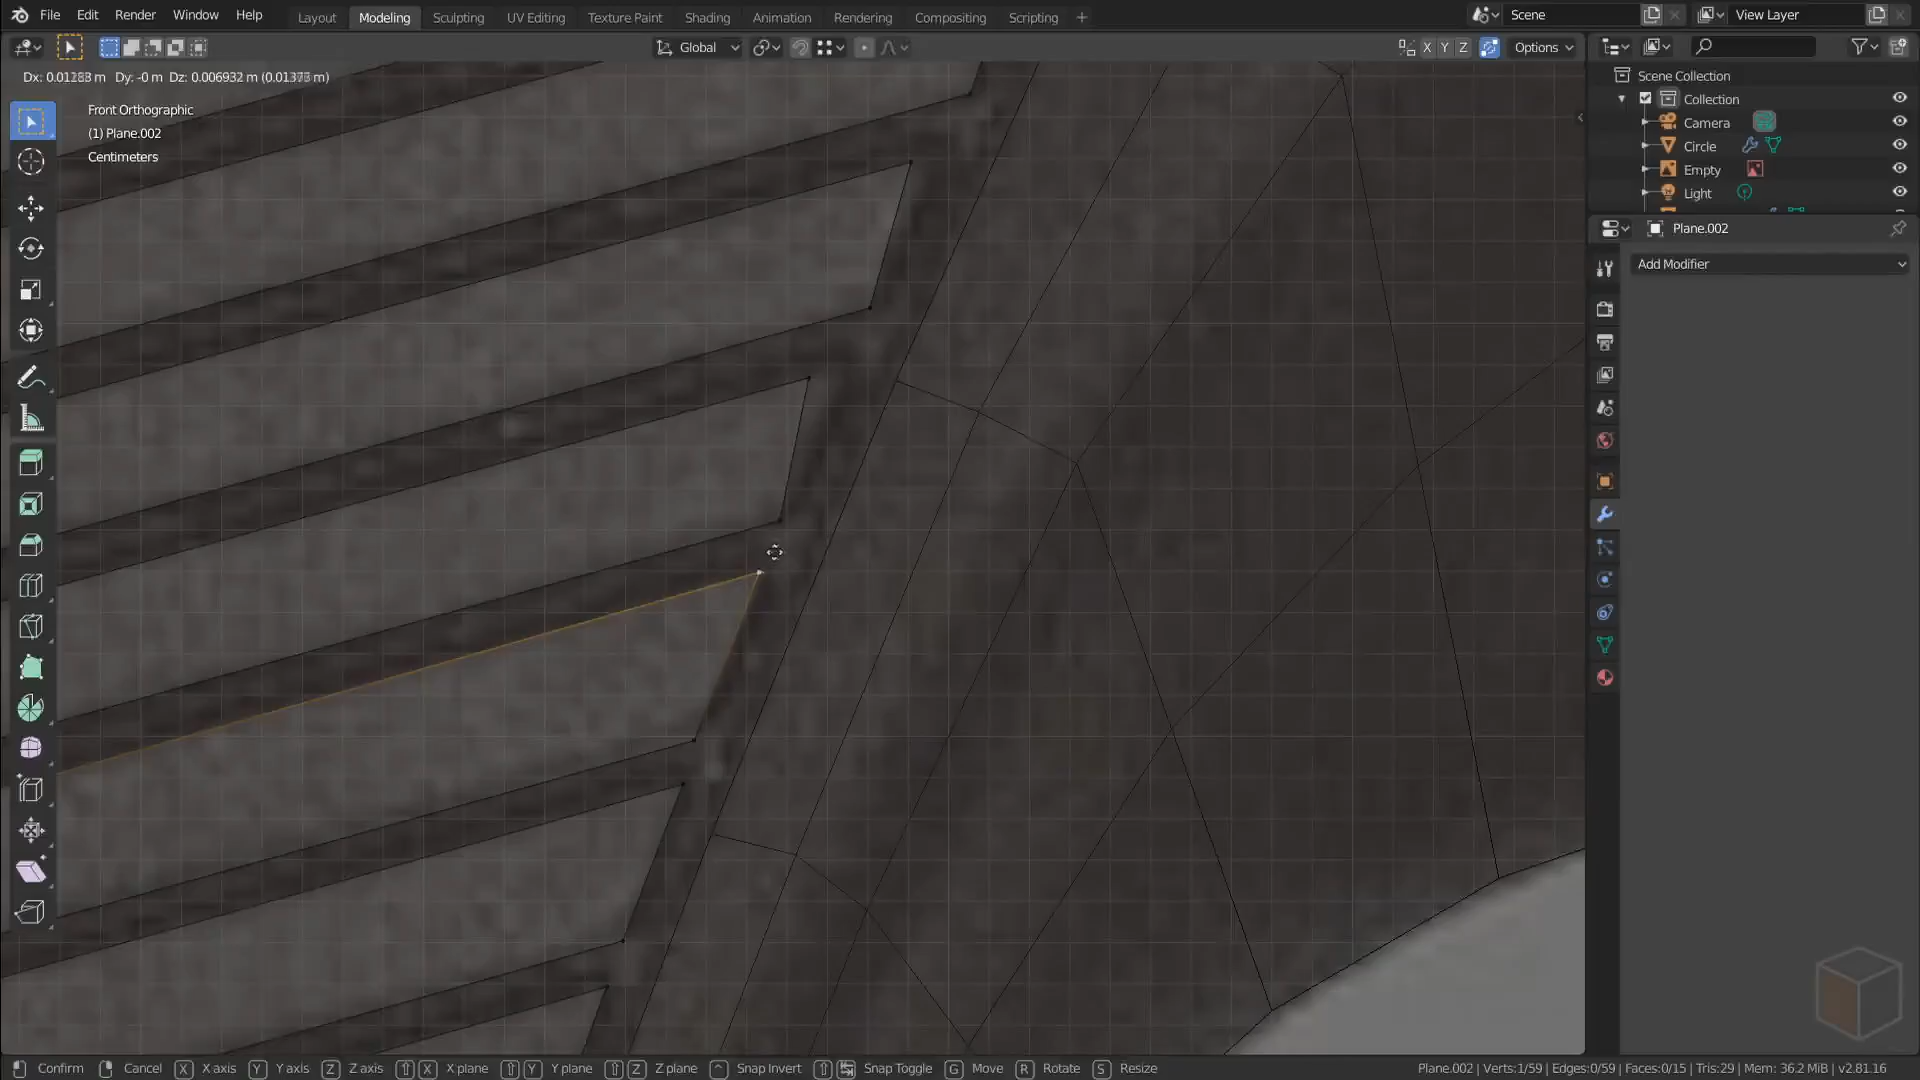 File Edit Render Window Help Layout Modeling Sculpting UV Editing Texture Paint Shading Animation Rendering Compositing Scripting + Scene View Layer
Global X Y Z Options
Dy: -0 m Dz: 0.006932 m
Front Orthographic
(1) Plane.002
Centimeters
Scene Collection
Collection
Camera
Circle
Empty
Light
Plane.002
Add Modifier
Confirm Cancel X X axis Y Y axis Z Z axis X X plane Y Y plane Z Z plane Snap Invert Snap Toggle G Move R Rotate S Resize Plane.002 | Verts:1/59 | Edges:0/59 | Faces:0/15 | Tris:29 | Mem: 36.2 MiB | v2.81.16